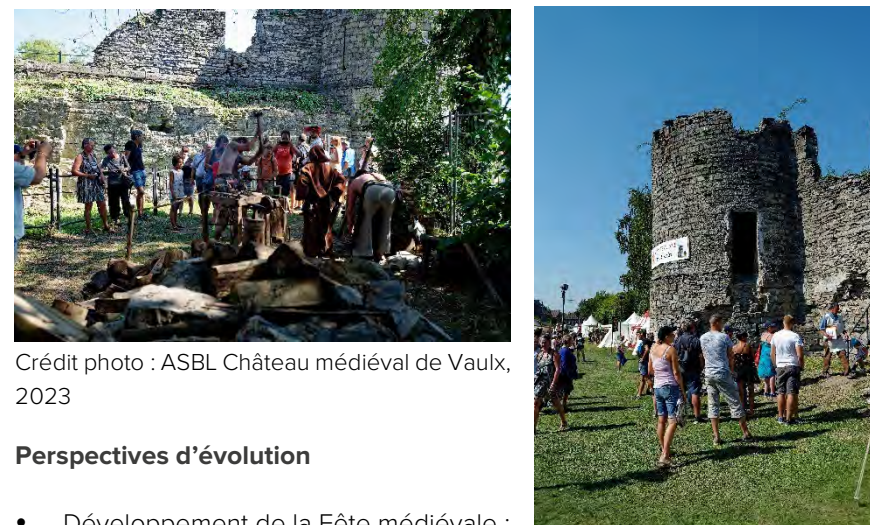 Crédit photo : ASBL Château médiéval de Vaulx,
2023
Perspectives d’évolution
• Développement de la Fête médiévale ;